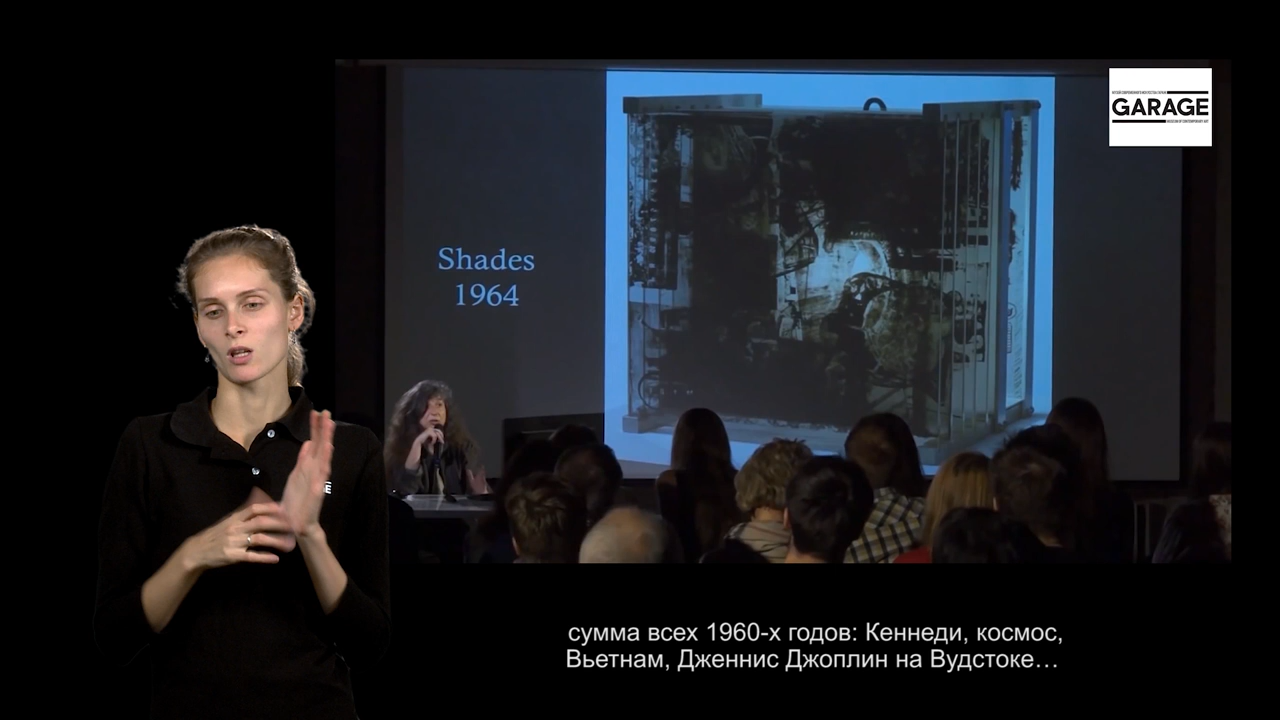 GARAGE
Shades
1964
сумма всех 1960-х годов: Кеннеди, космос,
Вьетнам, Дженнис Джоплин на Вудстоке…